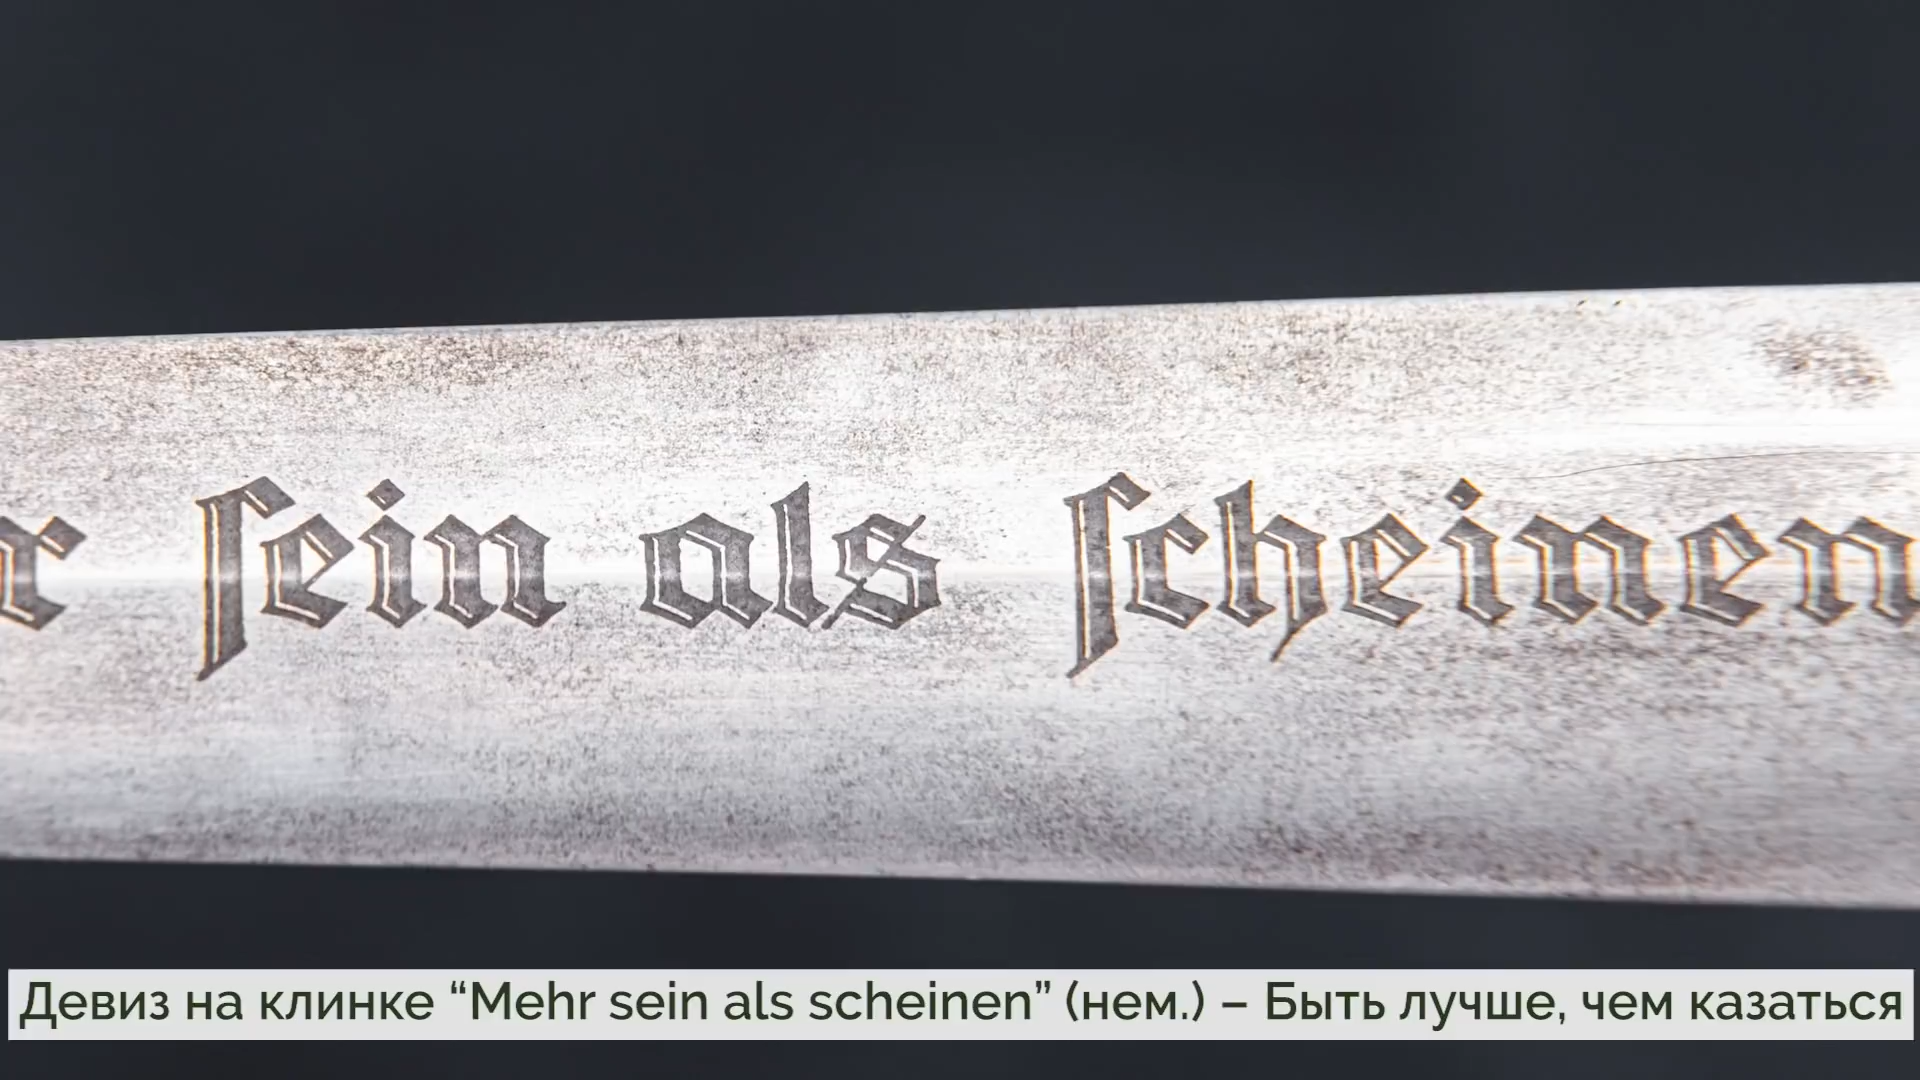 r ſein als ſcheinen
Девиз на клинке “Mehr sein als scheinen” (нем.) – Быть лучше, чем казаться